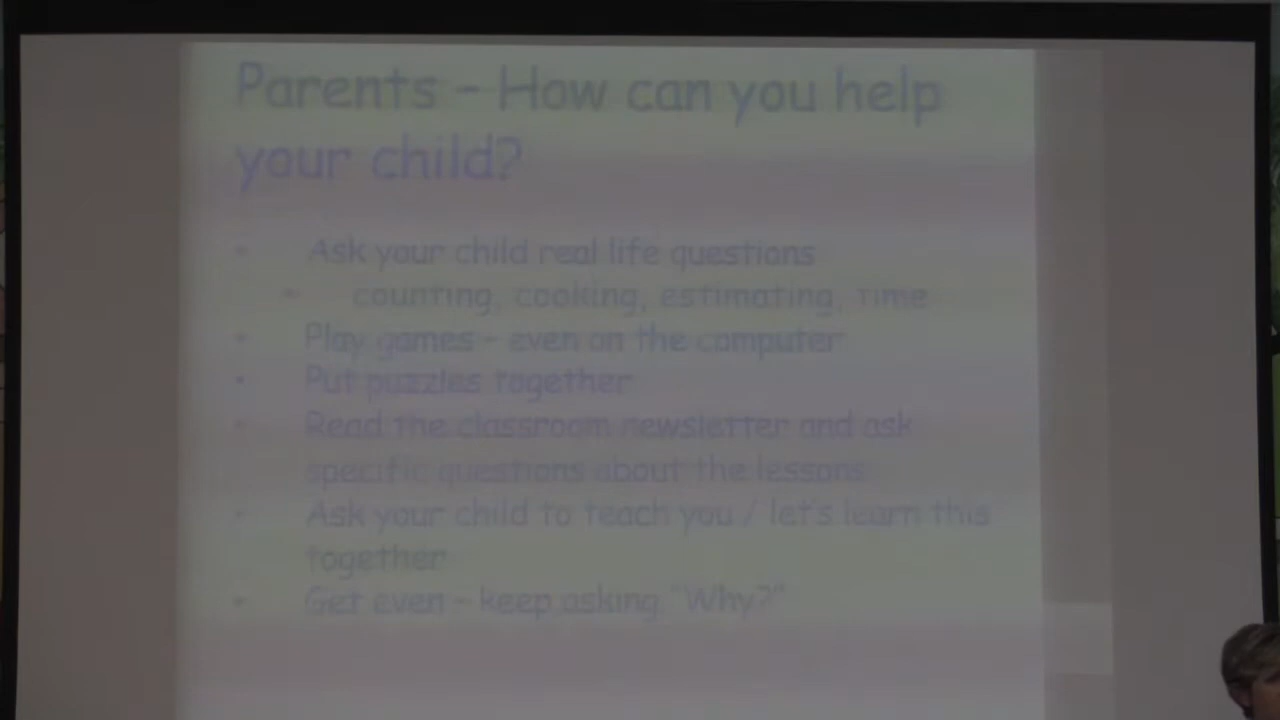 Parents - How can you help
your child?
• Ask your child real life questions
• counting, cooking, estimating, time
• Play games - even on the computer
• Put puzzles together
• Read the classroom newsletter and ask
specific questions about the lessons
• Ask your child to teach you / let's learn this
together
• Get even - keep asking "Why?"